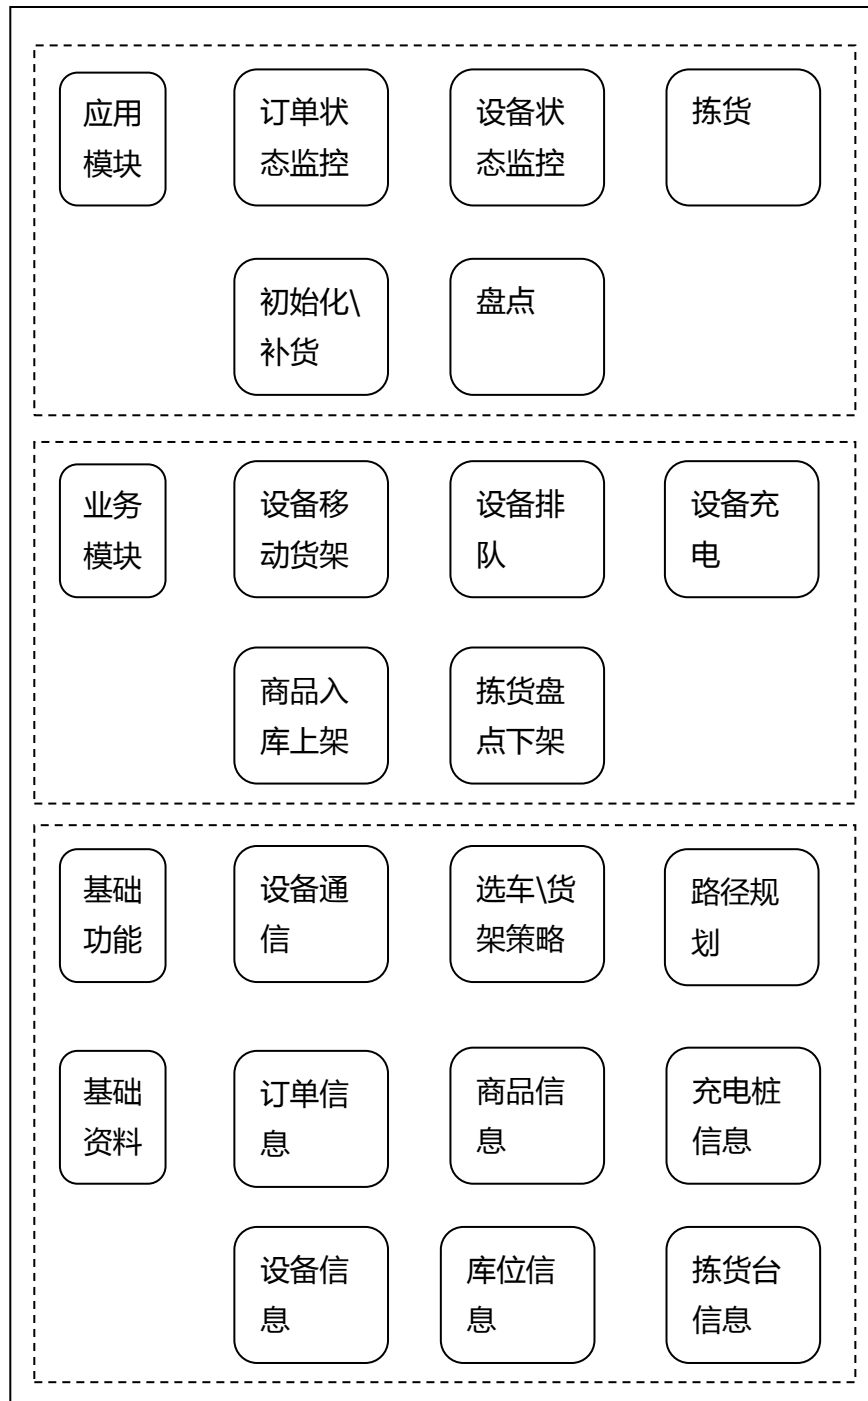 应用
模块
订单状
态监控
设备状
态监控
拣货
初始化\
补货
盘点
业务
模块
设备移
动货架
设备排
队
设备充
电
商品入
库上架
拣货盘
点下架
基础
功能
设备通
信
选车\货
架策略
路径规
划
基础
资料
订单信
息
商品信
息
充电桩
信息
设备信
息
库位信
息
拣货台
信息